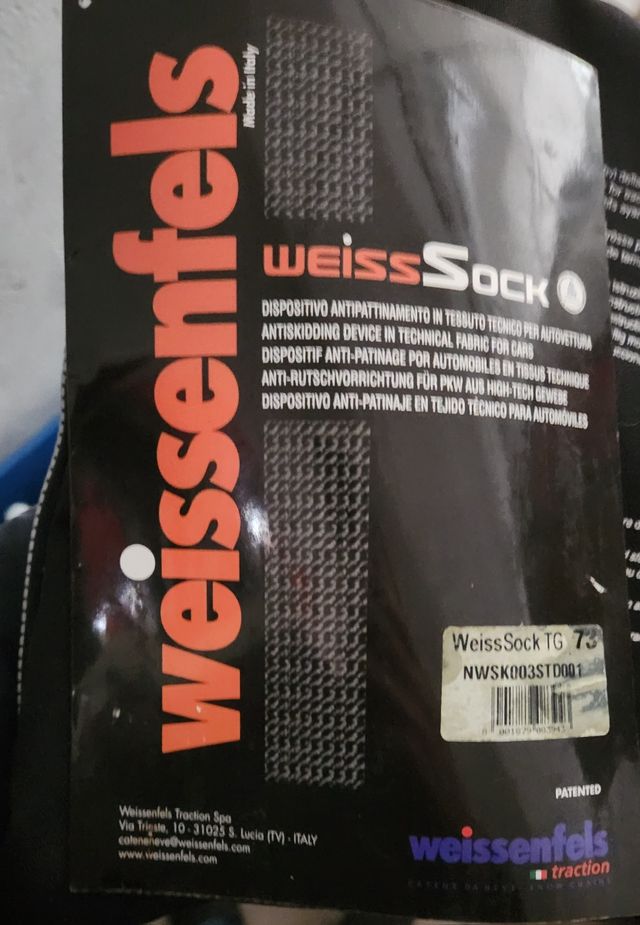 weissenfels
Made in Italy
weissSock
DISPOSITIVO ANTIPATTINAMENTO IN TESSUTO TECNICO PER AUTOVETTURA
ANTISKIDDING DEVICE IN TECHNICAL FABRIC FOR CARS
DISPOSITIF ANTI-PATINAGE POR AUTOMOBILES EN TISSUS TECHNIQUE
ANTI-RUTSCHVORRICHTUNG FÜR PKW AUS HIGH-TECH GEWEBE
DISPOSITIVO ANTI-PATINAJE EN TEJIDO TÉCNICO PARA AUTOMÓVILES
WeissSock TG 73
NWSK003STD001
PATENTED
Weissenfels Traction Spa
Via Trieste, 10 - 31025 S. Lucia (TV) - ITALY
cateneneve@weissenfels.com
www.weissenfels.com
weissenfels
traction